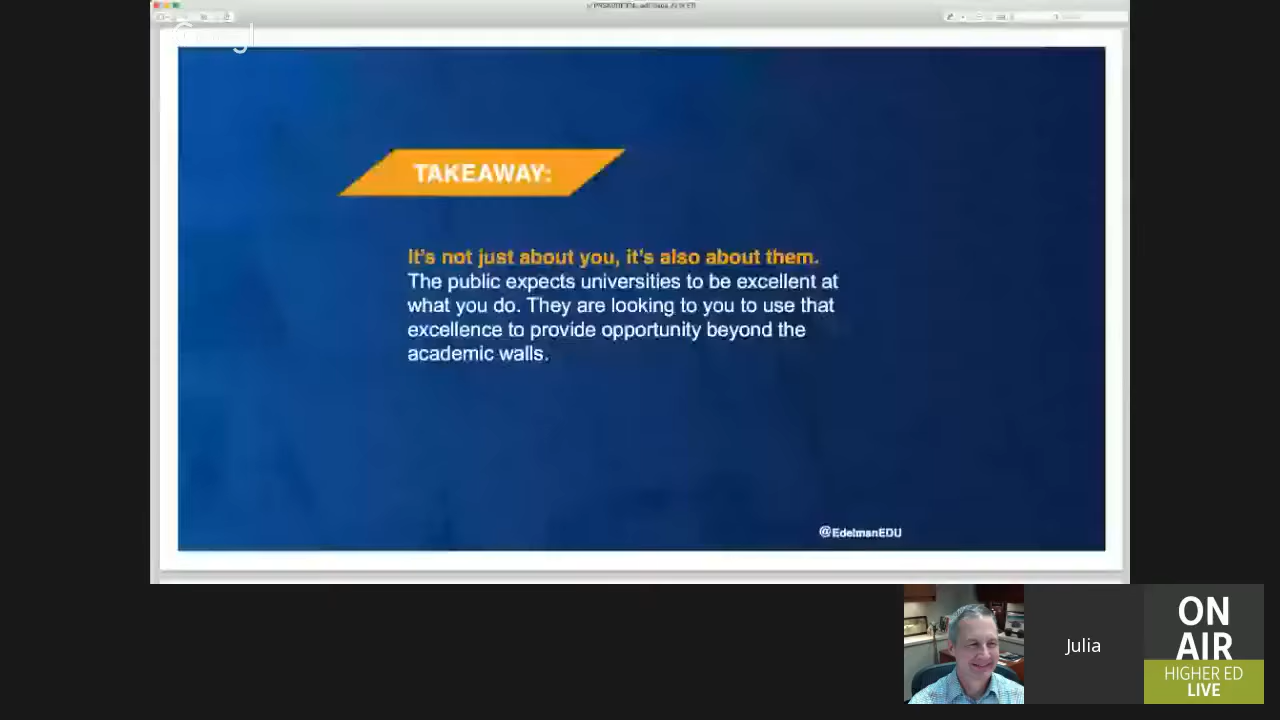 TAKEAWAY:
It's not just about you, it's also about them.
The public expects universities to be excellent at
what you do. They are looking to you to use that
excellence to provide opportunity beyond the
academic walls.
@EdelmanEDU
Julia
ON
AIR
HIGHER ED
LIVE